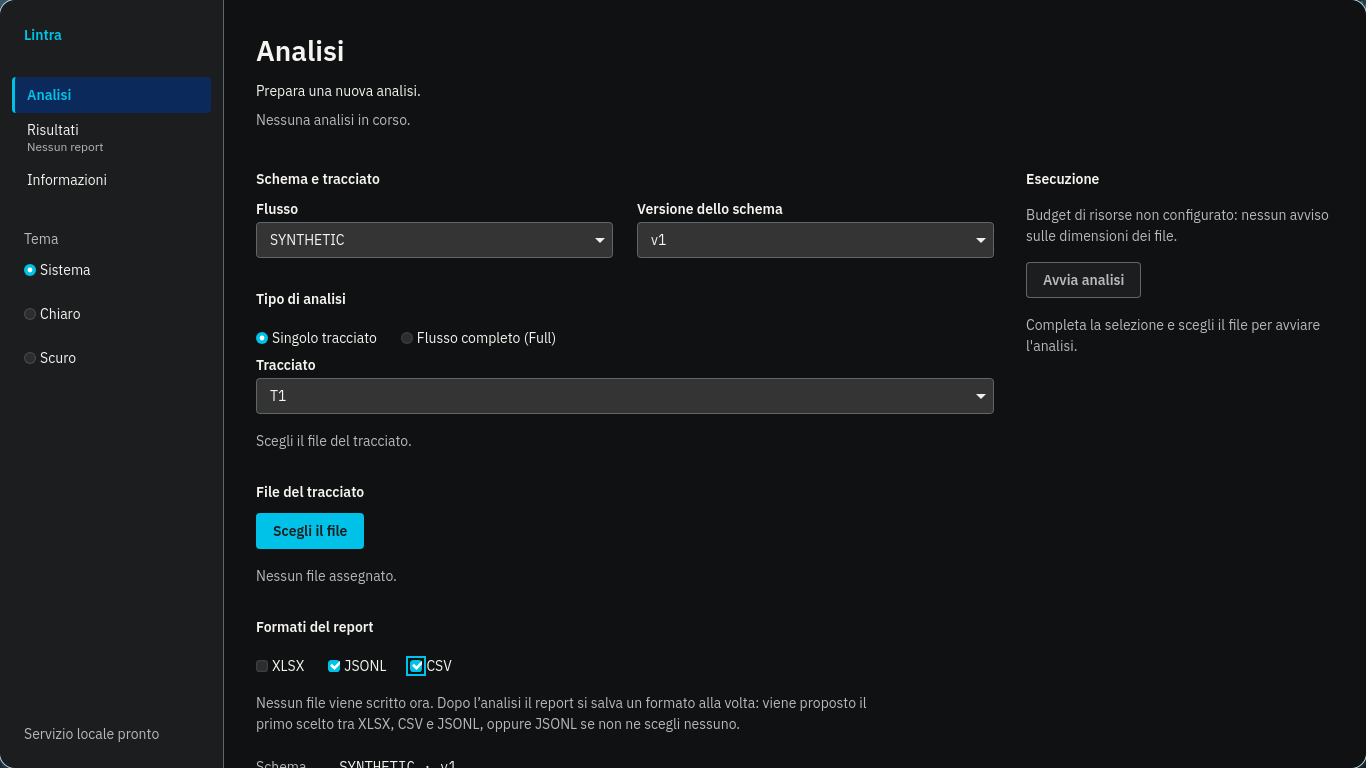 Lintra
Analisi
Risultati
Nessun report
Informazioni
Tema
Sistema
Chiaro
Scuro
Servizio locale pronto
Analisi
Prepara una nuova analisi.
Nessuna analisi in corso.
Schema e tracciato
Flusso
Versione dello schema
SYNTHETIC
v1
Tipo di analisi
Singolo tracciato
Flusso completo (Full)
Tracciato
T1
Scegli il file del tracciato.
File del tracciato
Scegli il file
Nessun file assegnato.
Formati del report
XLSX
JSONL
CSV
Nessun file viene scritto ora. Dopo l’analisi il report si salva un formato alla volta: viene proposto il
primo scelto tra XLSX, CSV e JSONL, oppure JSONL se non ne scegli nessuno.
Schema
SYNTHETIC · v1
Esecuzione
Budget di risorse non configurato: nessun avviso
sulle dimensioni dei file.
Avvia analisi
Completa la selezione e scegli il file per avviare
l'analisi.